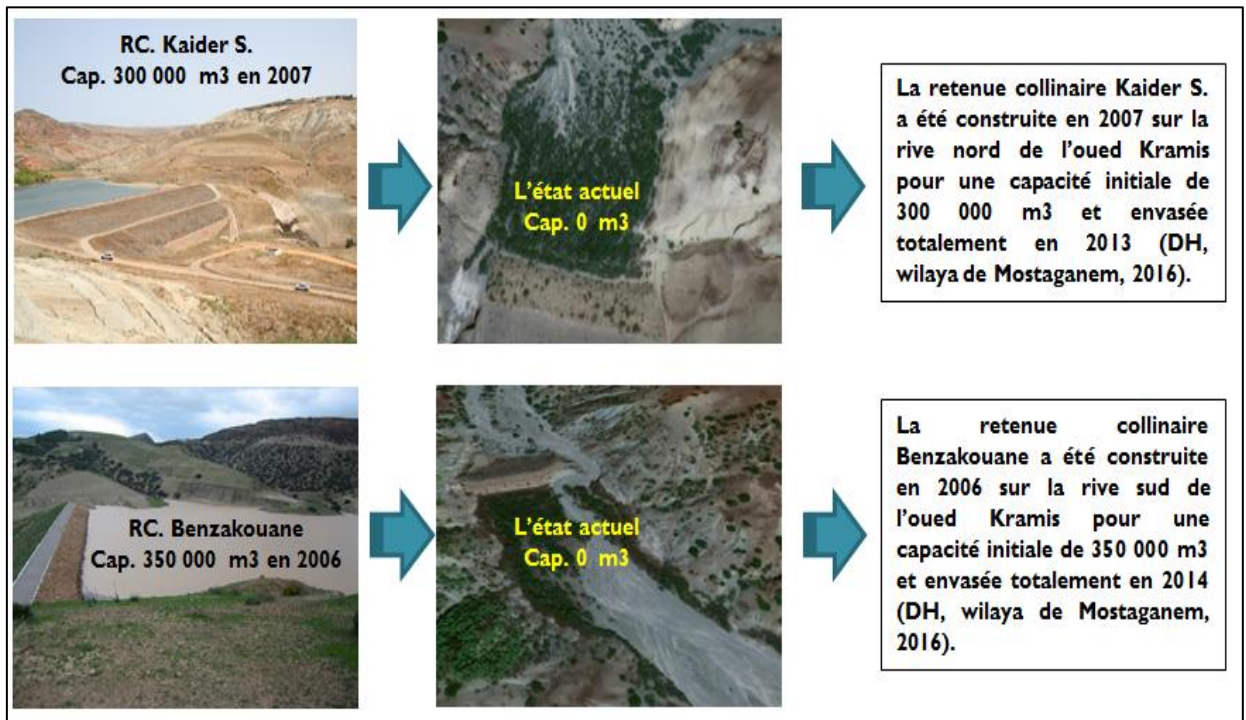 RC. Kaider S.
Cap. 300 000 m3 en 2007
L'état actuel
Cap. 0 m3
La retenue collinaire Kaider S.
a été construite en 2007 sur la
rive nord de l'oued Kramis
pour une capacité initiale de
300 000 m3 et envasée
totalement en 2013 (DH,
wilaya de Mostaganem, 2016).
RC. Benzakouane
Cap. 350 000 m3 en 2006
L'état actuel
Cap. 0 m3
La retenue collinaire
Benzakouane a été construite
en 2006 sur la rive sud de
l'oued Kramis pour une
capacité initiale de 350 000 m3
et envasée totalement en 2014
(DH, wilaya de Mostaganem,
2016).